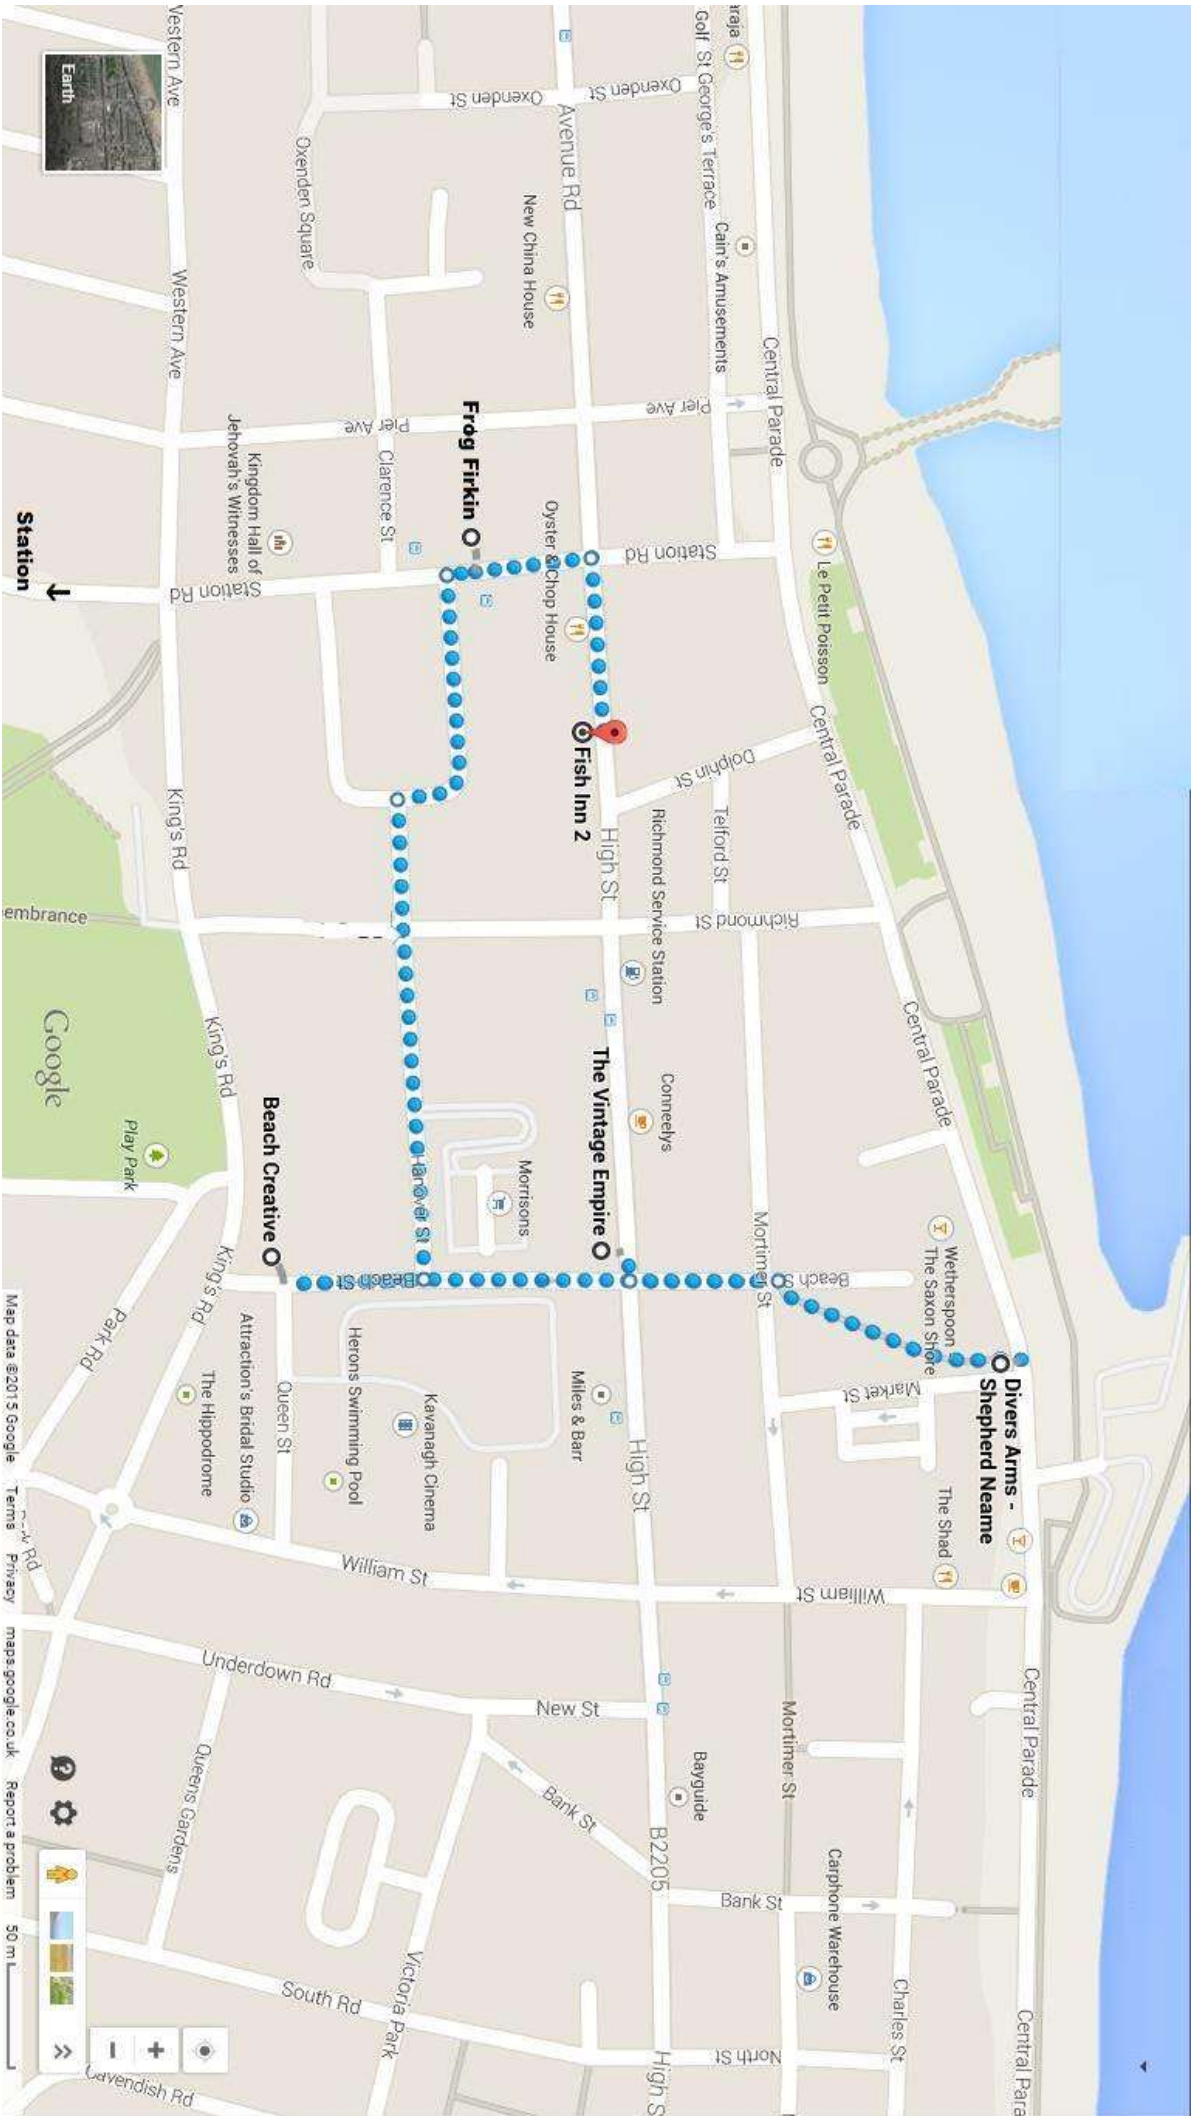 Central Parade
Central Parade
Central Parade
Central Parade
Central Para
Le Petit Poisson
Divers Arms -
Shepherd Neame
Wetherspoon
The Saxon Shore
The Shad
Market St
Charles St
araja
Golf
St George's Terrace
Cain's Amusements
Pier Ave
Station Rd
Dolphin St
Telford St
Richmond St
Mortimer St
Beach St
William St
Mortimer St
Carphone Warehouse
Bank St
North St
Oxenden St
Oxenden St
Avenue Rd
New China House
Oyster & Chop House
Fish Inn 2
High St
Richmond Service Station
Conneelys
The Vintage Empire
Miles & Barr
High St
Bayguide
B2205
High S
New St
Bank St
Frog Firkin
Morrisons
Hanover St
Beach St
Kavanagh Cinema
Herons Swimming Pool
William St
Victoria Park
Oxenden Square
Pier Ave
Clarence St
Kingdom Hall of
Jehovah's Witnesses
Station Rd
Beach Creative
Queen St
Attraction's Bridal Studio
The Hippodrome
Underdown Rd
Queens Gardens
South Rd
Cavendish Rd
Western Ave
Western Ave
King's Rd
King's Rd
King's Rd
Play Park
Park Rd
embrance
Earth
Station
Google
Map data ©2015 Google
Terms
Privacy
maps.google.co.uk
Report a problem
50 m